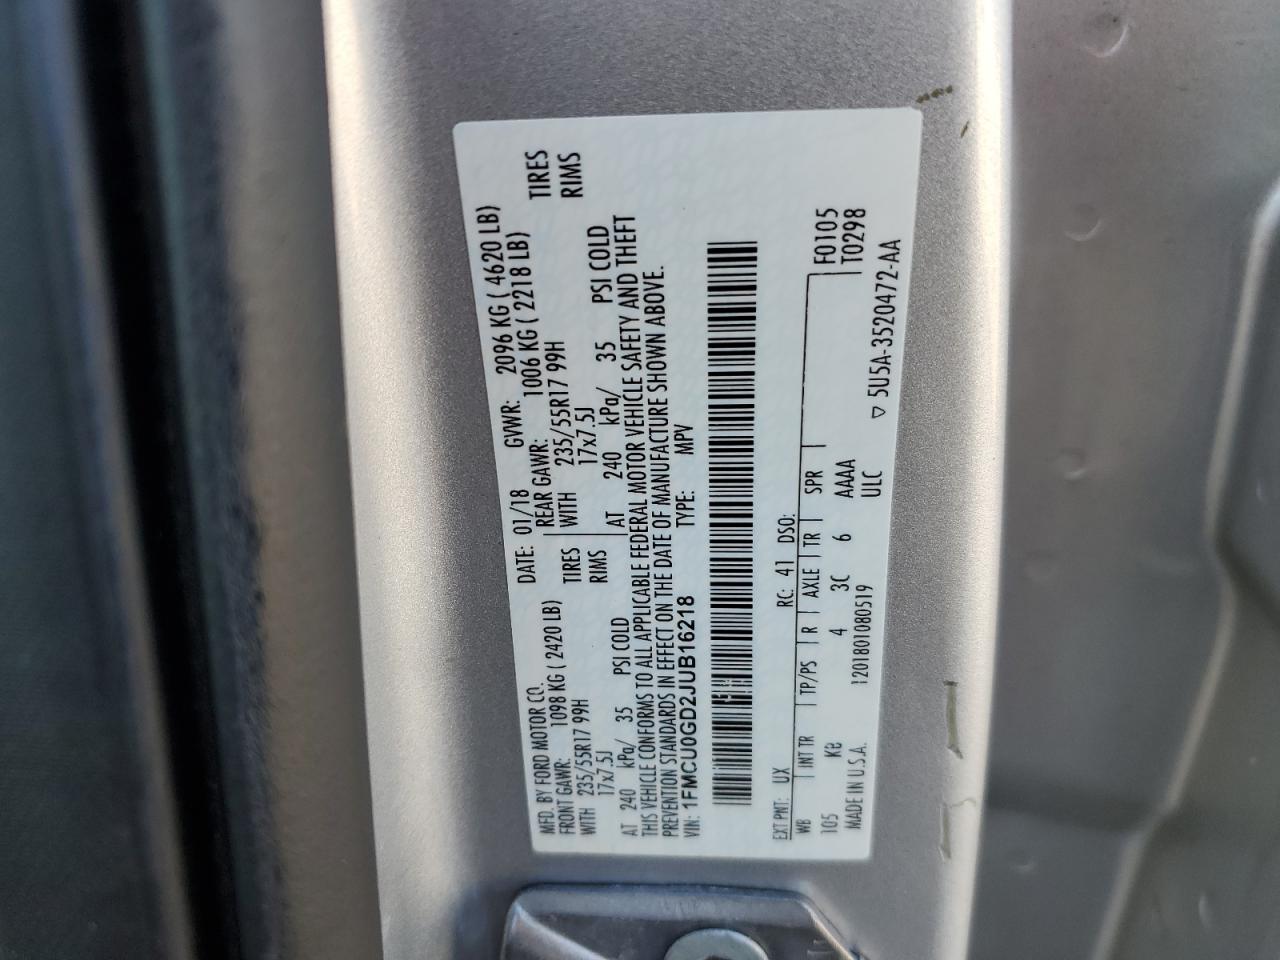 MFD. BY FORD MOTOR CO. DATE: 01/18 GVWR: 2096 KG ( 4620 LB)
FRONT GAWR: 1098 KG ( 2420 LB) REAR GAWR: 1006 KG ( 2218 LB)
WITH 235/55R17 99H TIRES WITH 235/55R17 99H TIRES
17x7.5J RIMS 17x7.5J RIMS
AT 240 kPa/ 35 PSI COLD AT 240 kPa/ 35 PSI COLD
THIS VEHICLE CONFORMS TO ALL APPLICABLE FEDERAL MOTOR VEHICLE SAFETY AND THEFT
PREVENTION STANDARDS IN EFFECT ON THE DATE OF MANUFACTURE SHOWN ABOVE.
VIN: 1FMCU0GD2JUB16218 TYPE: MPV
EXT PNT: UX RC: 41 DSO: F0105
WB INT TR TP/PS R AXLE TR SPR T0298
105 KB 4 3C 6 AAAA
MADE IN U.S.A. 1201801080519 ULC ▽ 5U5A-3520472-AA